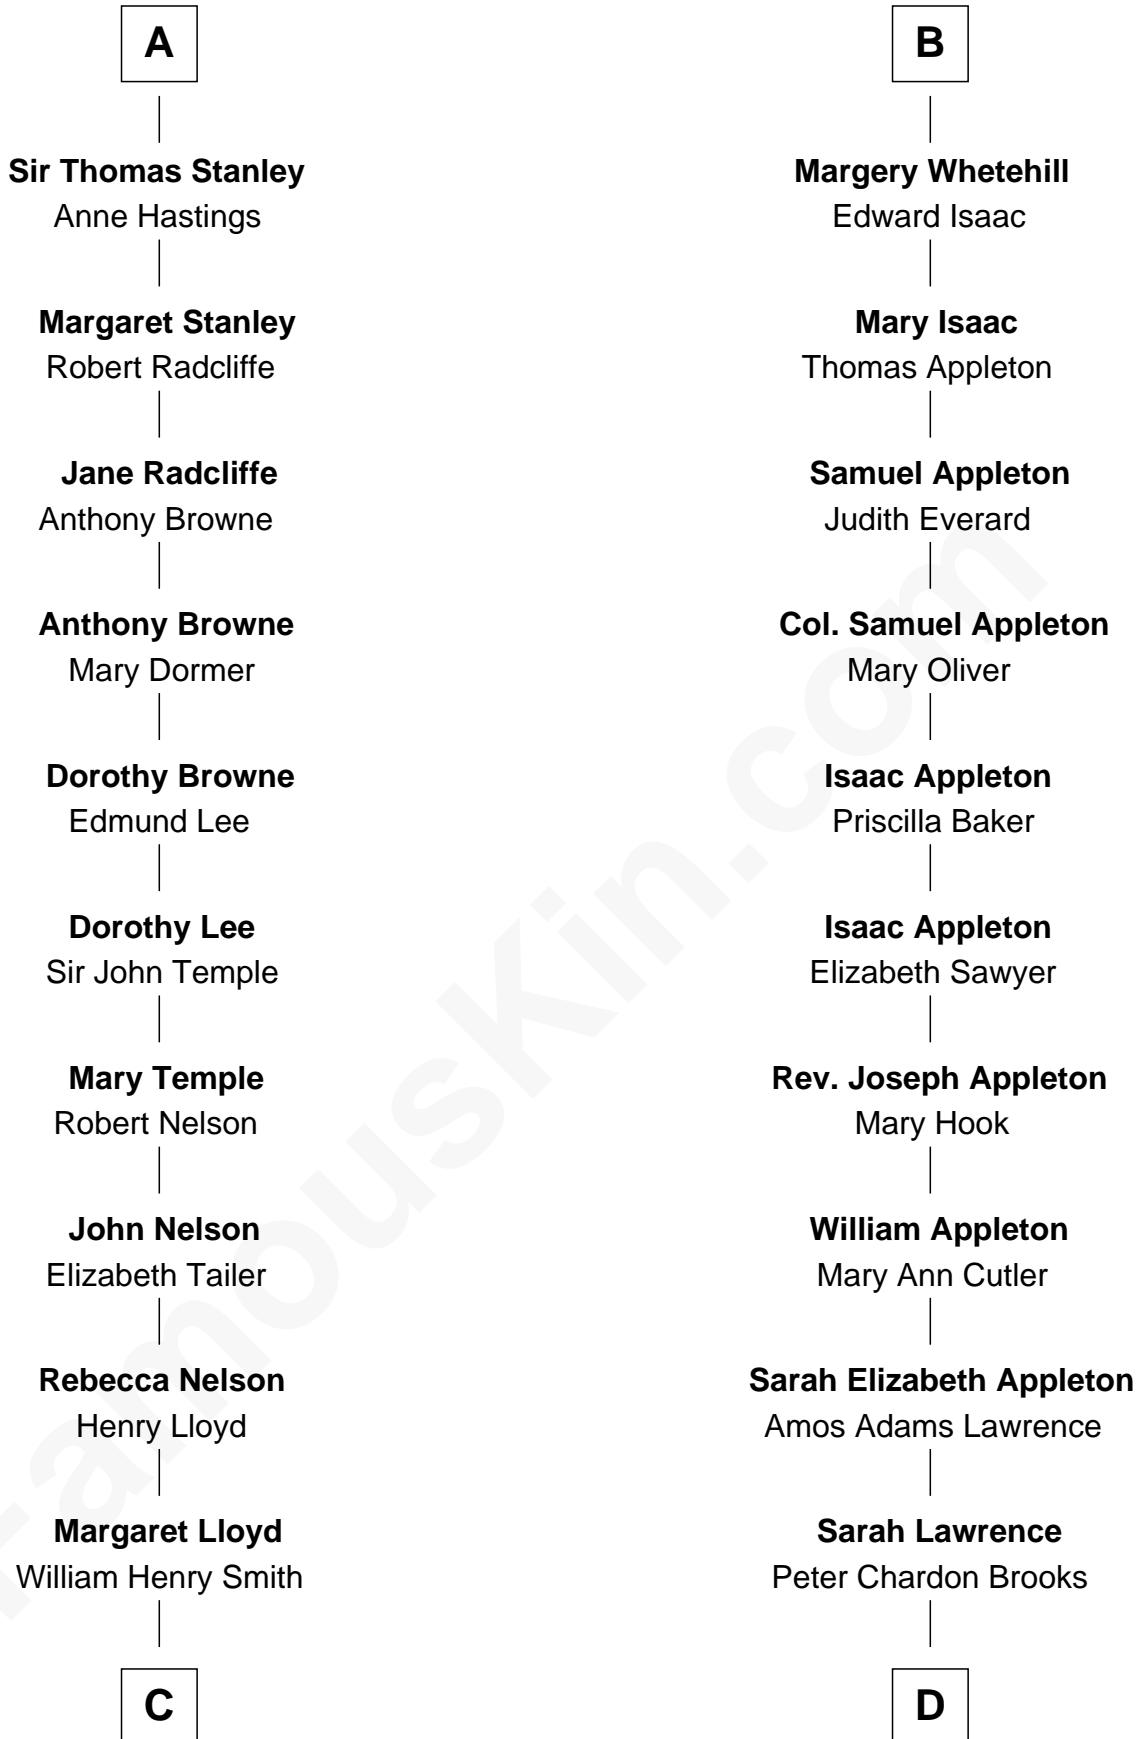 A
Sir Thomas Stanley
Anne Hastings
Margaret Stanley
Robert Radcliffe
Jane Radcliffe
Anthony Browne
Anthony Browne
Mary Dormer
Dorothy Browne
Edmund Lee
Dorothy Lee
Sir John Temple
Mary Temple
Robert Nelson
John Nelson
Elizabeth Tailer
Rebecca Nelson
Henry Lloyd
Margaret Lloyd
William Henry Smith
C
B
Margery Whetehill
Edward Isaac
Mary Isaac
Thomas Appleton
Samuel Appleton
Judith Everard
Col. Samuel Appleton
Mary Oliver
Isaac Appleton
Priscilla Baker
Isaac Appleton
Elizabeth Sawyer
Rev. Joseph Appleton
Mary Hook
William Appleton
Mary Ann Cutler
Sarah Elizabeth Appleton
Amos Adams Lawrence
Sarah Lawrence
Peter Chardon Brooks
D
FamousKin.com